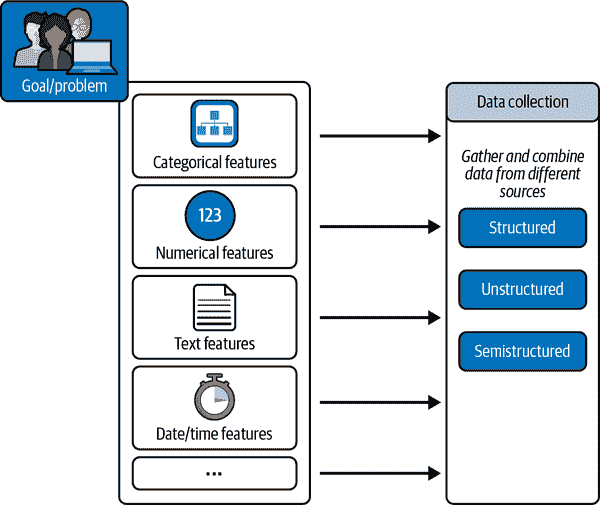 Goal/problem
Categorical features
123
Numerical features
Text features
Date/time features
...
Data collection
Gather and combine
data from different
sources
Structured
Unstructured
Semistructured